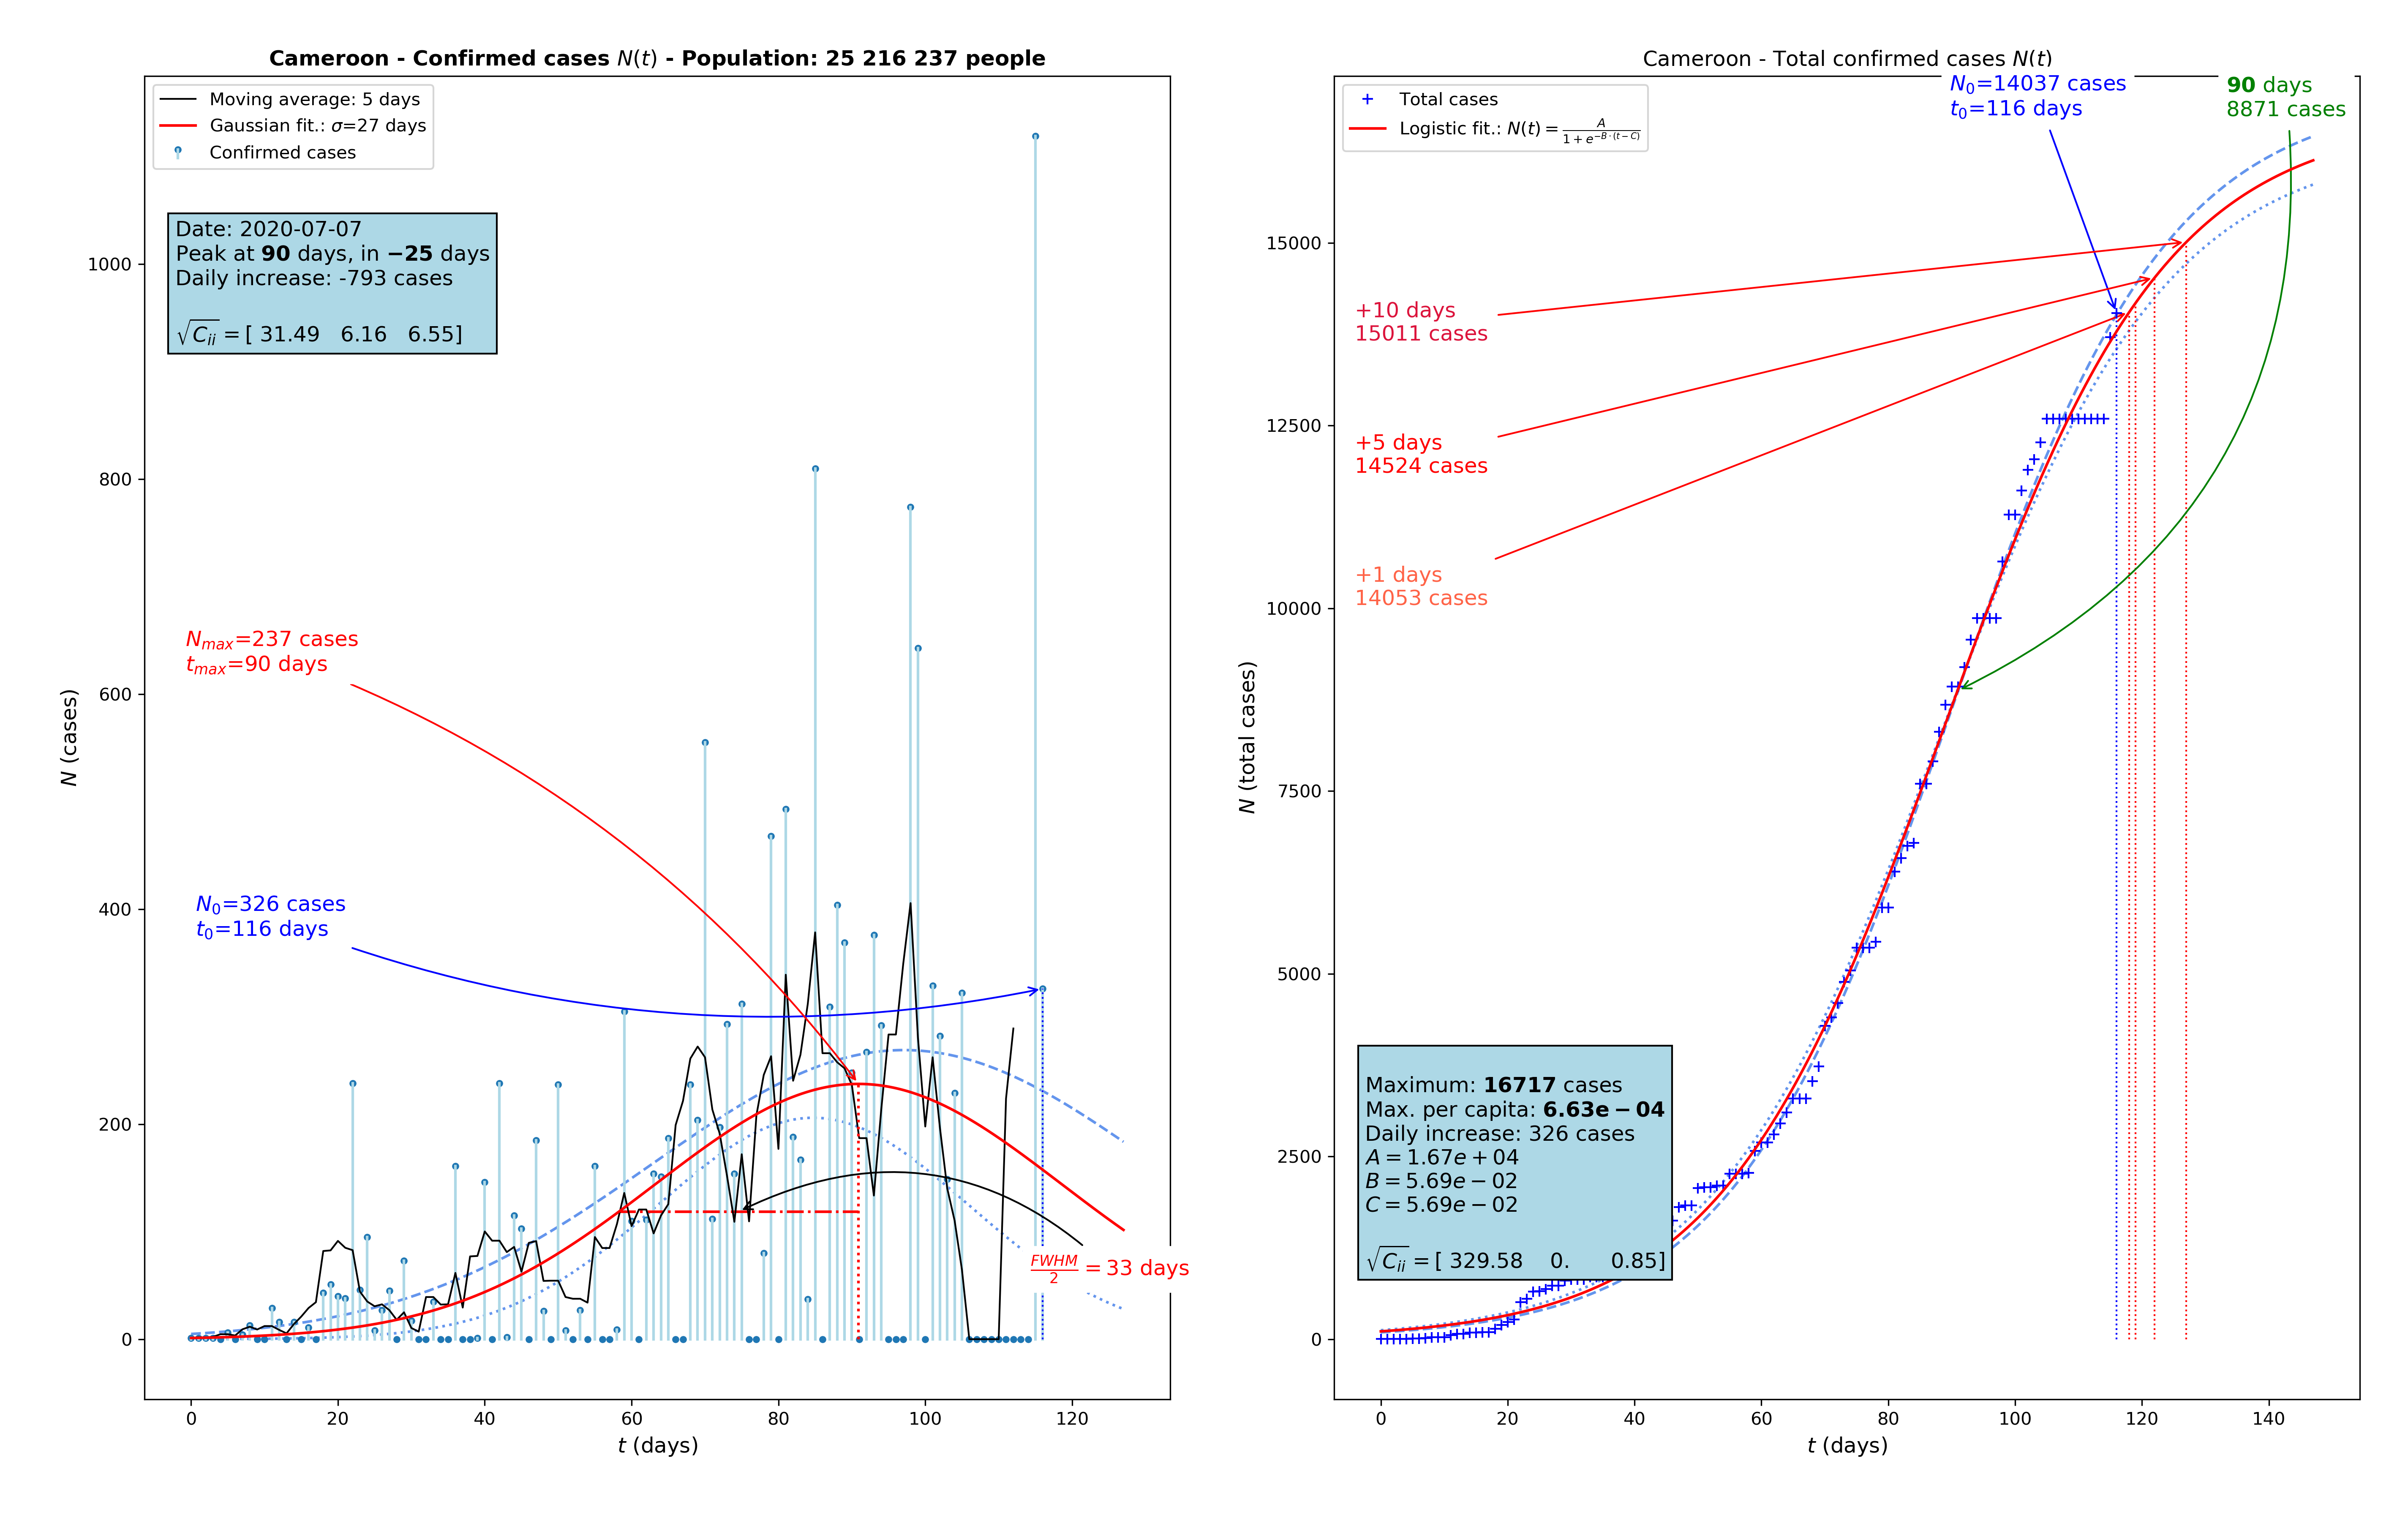 Cameroon - Confirmed cases N(t) - Population: 25 216 237 people
Moving average: 5 days
Gaussian fit.: σ=27 days
Confirmed cases
Date: 2020-07-07
Peak at 90 days, in −25 days
Daily increase: -793 cases
√C_ii = [ 31.49 6.16 6.55]
N_max=237 cases
t_max=90 days
N_0=326 cases
t_0=116 days
FWHM/2 = 33 days
N (cases)
1000
800
600
400
200
0
0 20 40 60 80 100 120
t (days)
Cameroon - Total confirmed cases N(t)
Total cases
Logistic fit.: N(t) = A/(1 + e^{−B·(t−C)})
N_0=14037 cases
t_0=116 days
90 days
8871 cases
+10 days
15011 cases
+5 days
14524 cases
+1 days
14053 cases
Maximum: 16717 cases
Max. per capita: 6.63e − 04
Daily increase: 326 cases
A = 1.67e + 04
B = 5.69e − 02
C = 5.69e − 02
√C_ii = [ 329.58 0. 0.85]
N (total cases)
15000
12500
10000
7500
5000
2500
0
0 20 40 60 80 100 120 140
t (days)